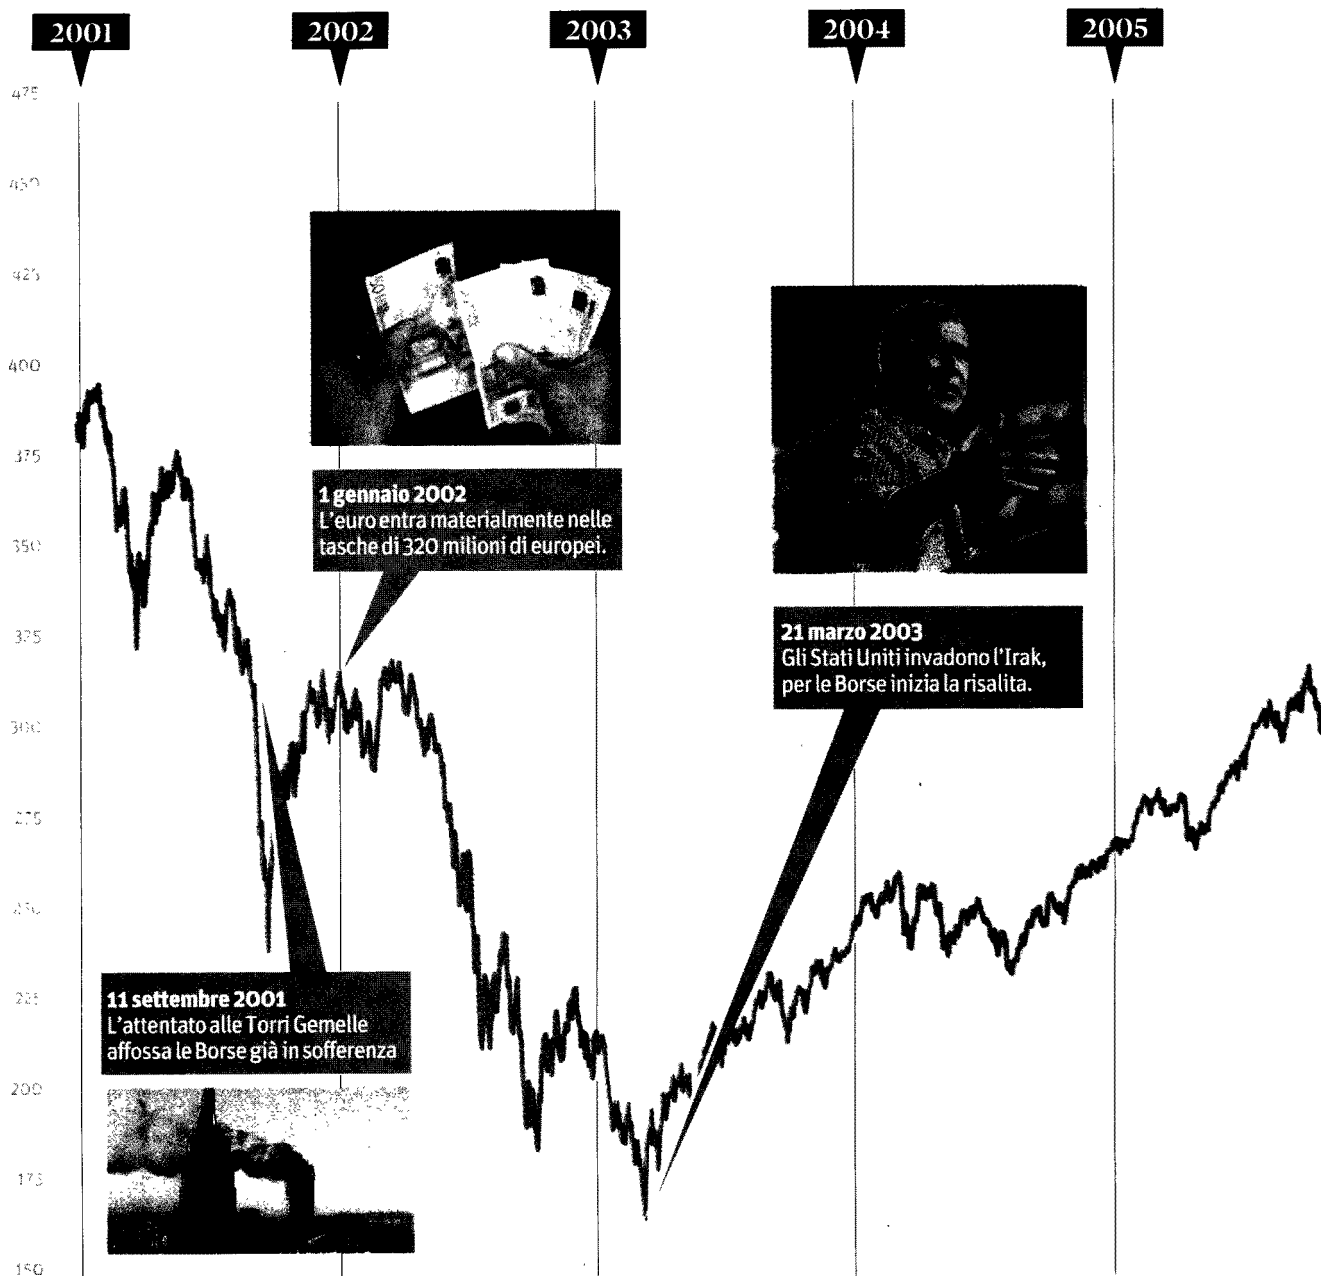 2001 2002 2003 2004 2005
475
450
425
400
375
350
325
300
275
250
225
200
175
150
1 gennaio 2002
L'euro entra materialmente nelle
tasche di 320 milioni di europei.
21 marzo 2003
Gli Stati Uniti invadono l'Irak,
per le Borse inizia la risalita.
11 settembre 2001
L'attentato alle Torri Gemelle
affossa le Borse già in sofferenza